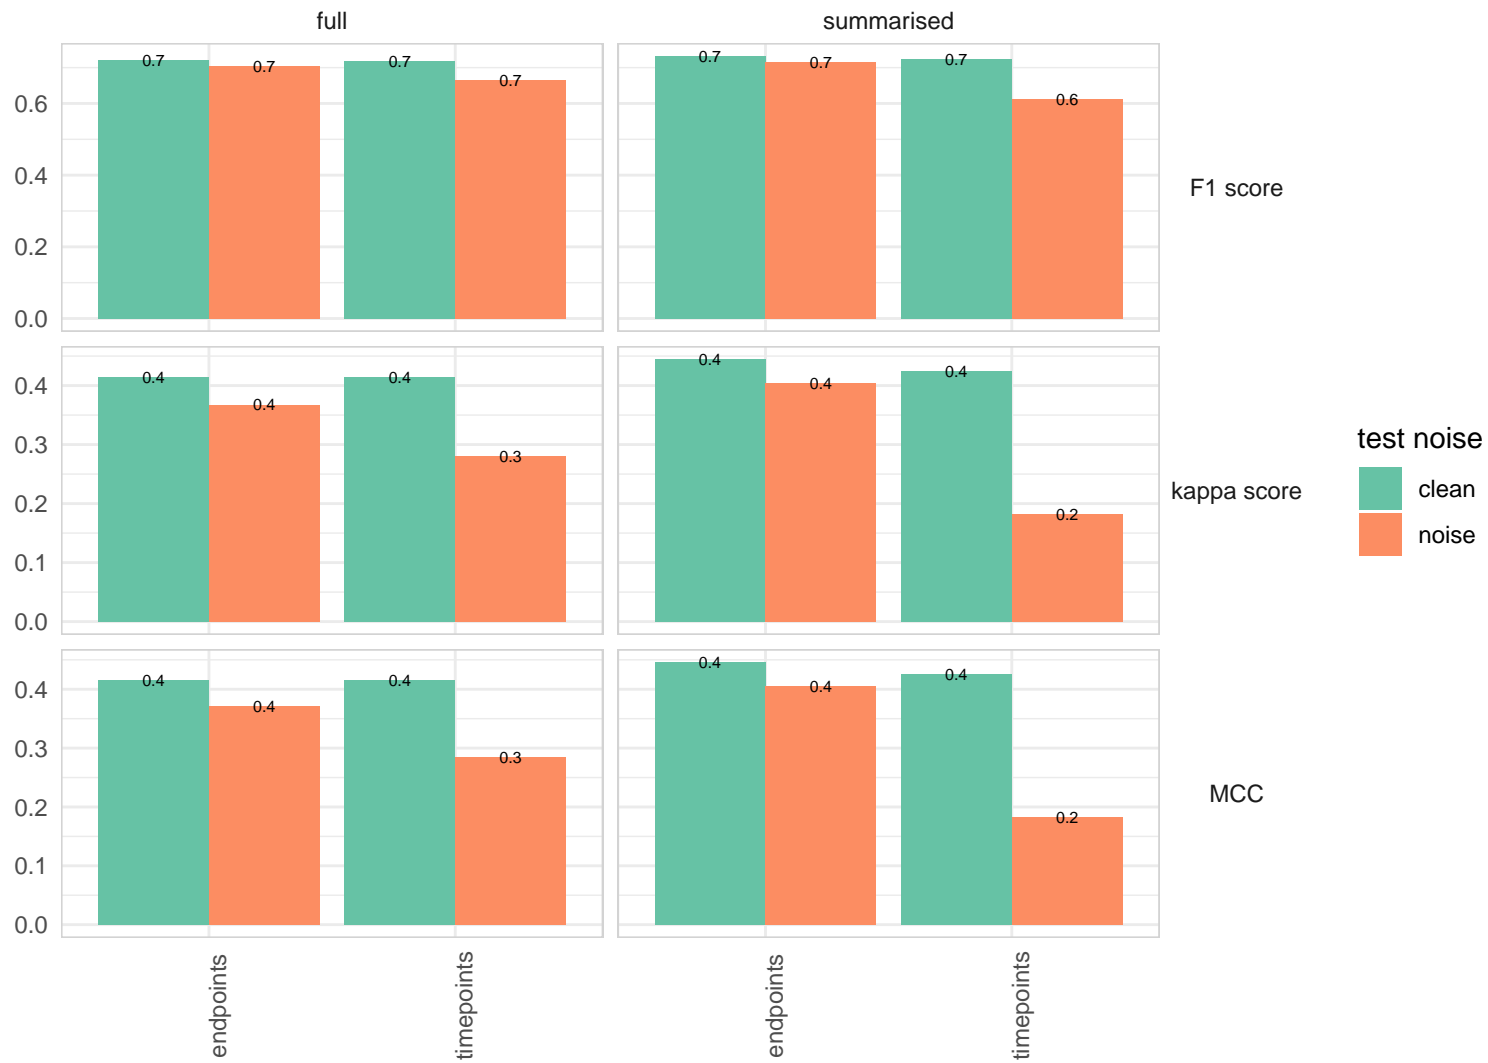 full summarised
0.7 0.7 0.7 0.7 0.7 0.7 0.7 0.6
0.6
0.4
0.2
0.0
F1 score
0.4 0.4 0.4 0.3 0.4 0.4 0.4 0.2
0.4
0.3
0.2
0.1
0.0
kappa score
0.4 0.4 0.4 0.3 0.4 0.4 0.4 0.2
0.4
0.3
0.2
0.1
0.0
MCC
endpoints timepoints endpoints timepoints
test noise
clean
noise